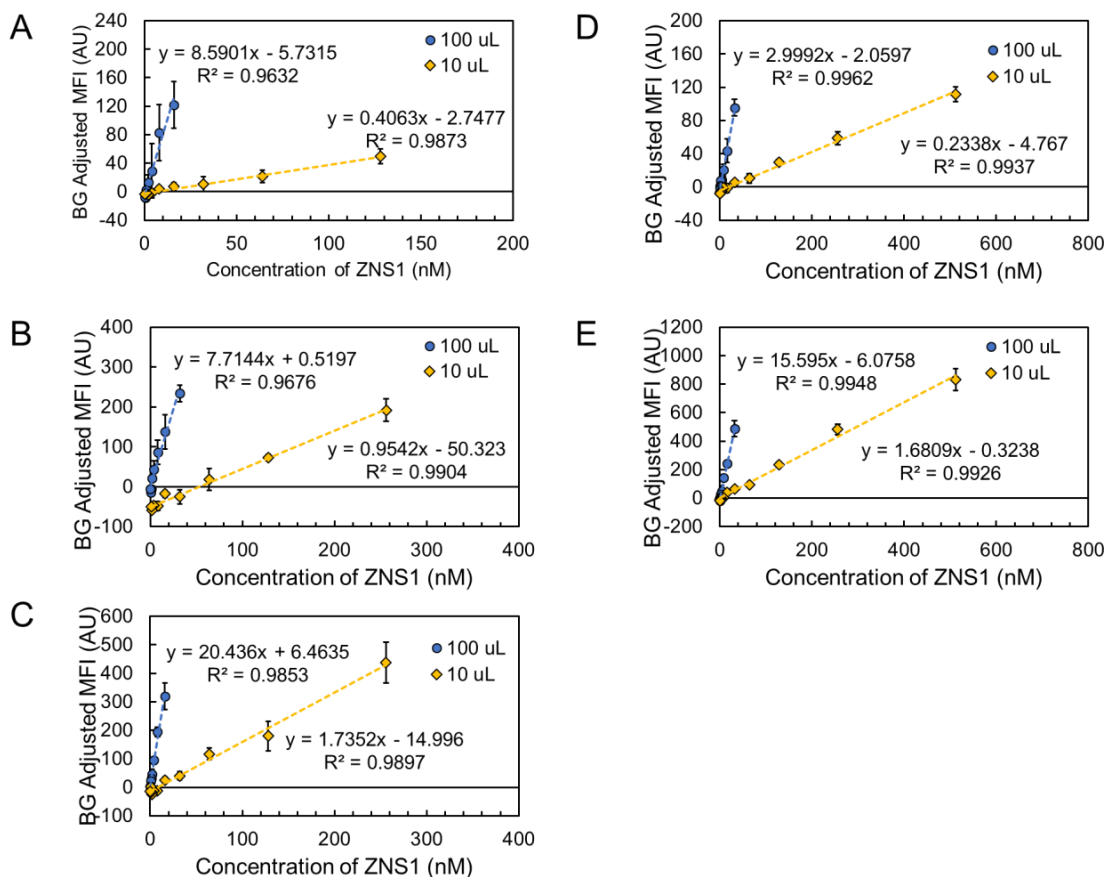 A
BG Adjusted MFI (AU)
240
200
160
120
80
40
0
-40
y = 8.5901x - 5.7315
R² = 0.9632
100 uL
10 uL
y = 0.4063x - 2.7477
R² = 0.9873
0 50 100 150 200
Concentration of ZNS1 (nM)
B
BG Adjusted MFI (AU)
400
300
200
100
0
-100
y = 7.7144x + 0.5197
R² = 0.9676
100 uL
10 uL
y = 0.9542x - 50.323
R² = 0.9904
0 100 200 300 400
Concentration of ZNS1 (nM)
C
BG Adjusted MFI (AU)
600
500
400
300
200
100
0
-100
y = 20.436x + 6.4635
R² = 0.9853
100 uL
10 uL
y = 1.7352x - 14.996
R² = 0.9897
0 100 200 300 400
Concentration of ZNS1 (nM)
D
BG Adjusted MFI (AU)
200
160
120
80
40
0
-40
y = 2.9992x - 2.0597
R² = 0.9962
100 uL
10 uL
y = 0.2338x - 4.767
R² = 0.9937
0 200 400 600 800
Concentration of ZNS1 (nM)
E
BG Adjusted MFI (AU)
1200
1000
800
600
400
200
0
-200
y = 15.595x - 6.0758
R² = 0.9948
100 uL
10 uL
y = 1.6809x - 0.3238
R² = 0.9926
0 200 400 600 800
Concentration of ZNS1 (nM)